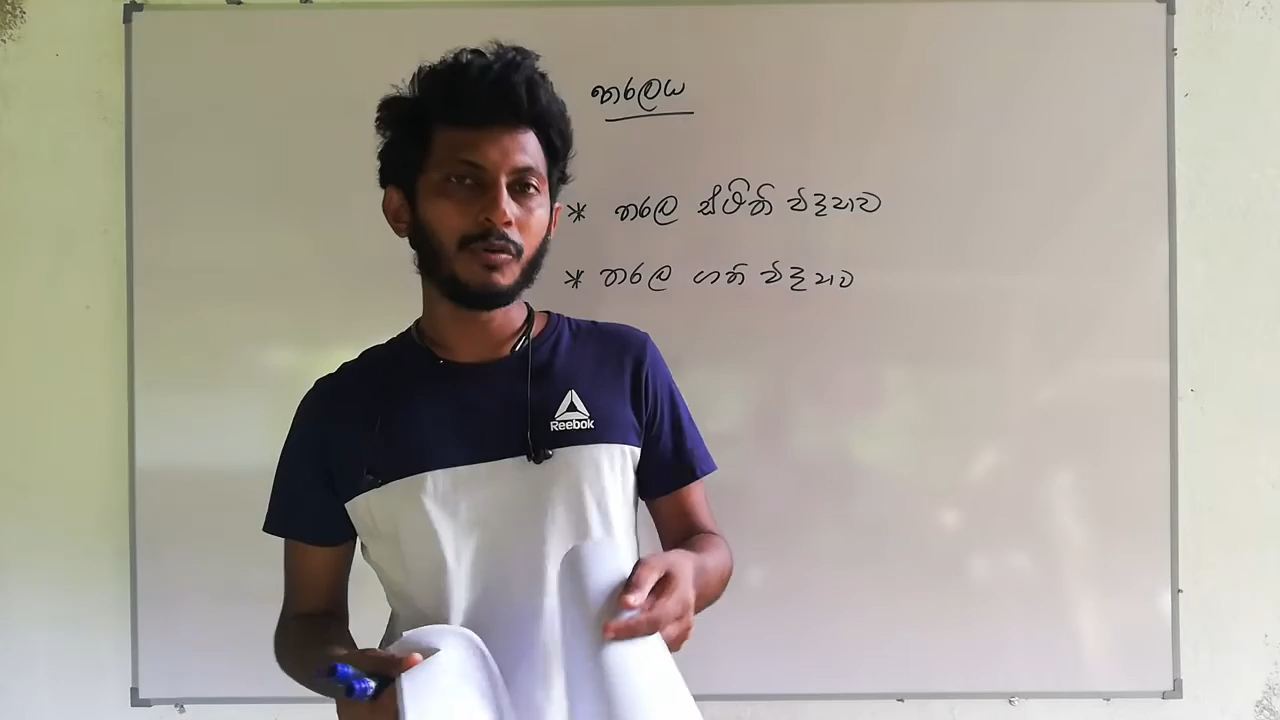 තරලය
* තරල ස්ථිති විද්‍යාව
* තරල ගති විද්‍යාව
Reebok